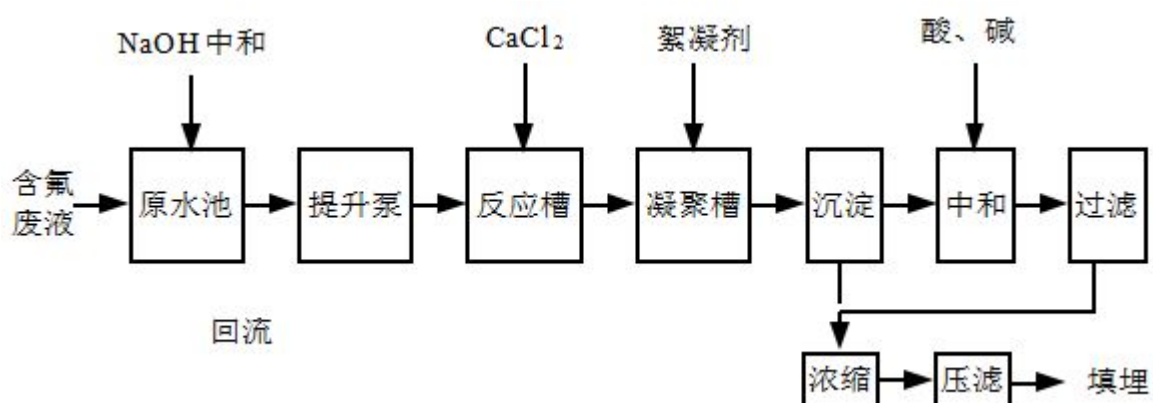 NaOH中和
CaCl₂
絮凝剂
酸、碱
含氟
废液
原水池
提升泵
反应槽
凝聚槽
沉淀
中和
过滤
回流
浓缩
压滤
填埋